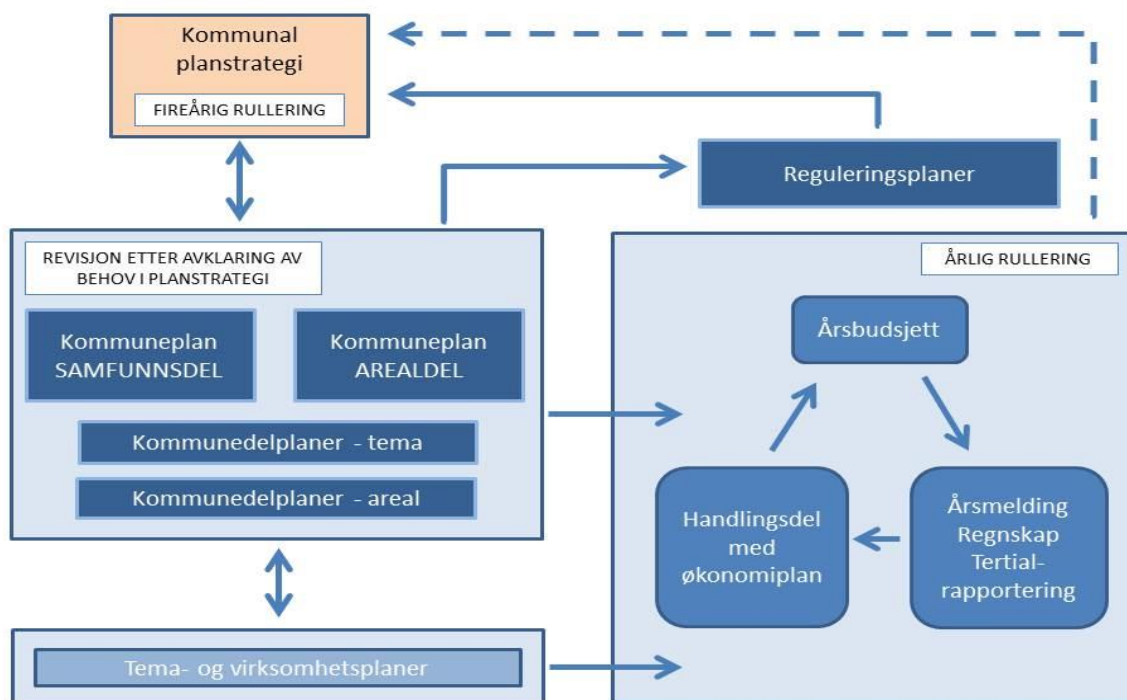 Kommunal
planstrategi
FIREÅRIG RULLERING
Reguleringsplaner
REVISJON ETTER AVKLARING AV
BEHOV I PLANSTRATEGI
Kommuneplan
SAMFUNNSDEL
Kommuneplan
AREALDEL
Kommunedelplaner - tema
Kommunedelplaner - areal
Tema- og virksomhetsplaner
ÅRLIG RULLERING
Årsbudsjett
Handlingsdel
med
økonomiplan
Årsmelding
Regnskap
Tertial-
rapportering